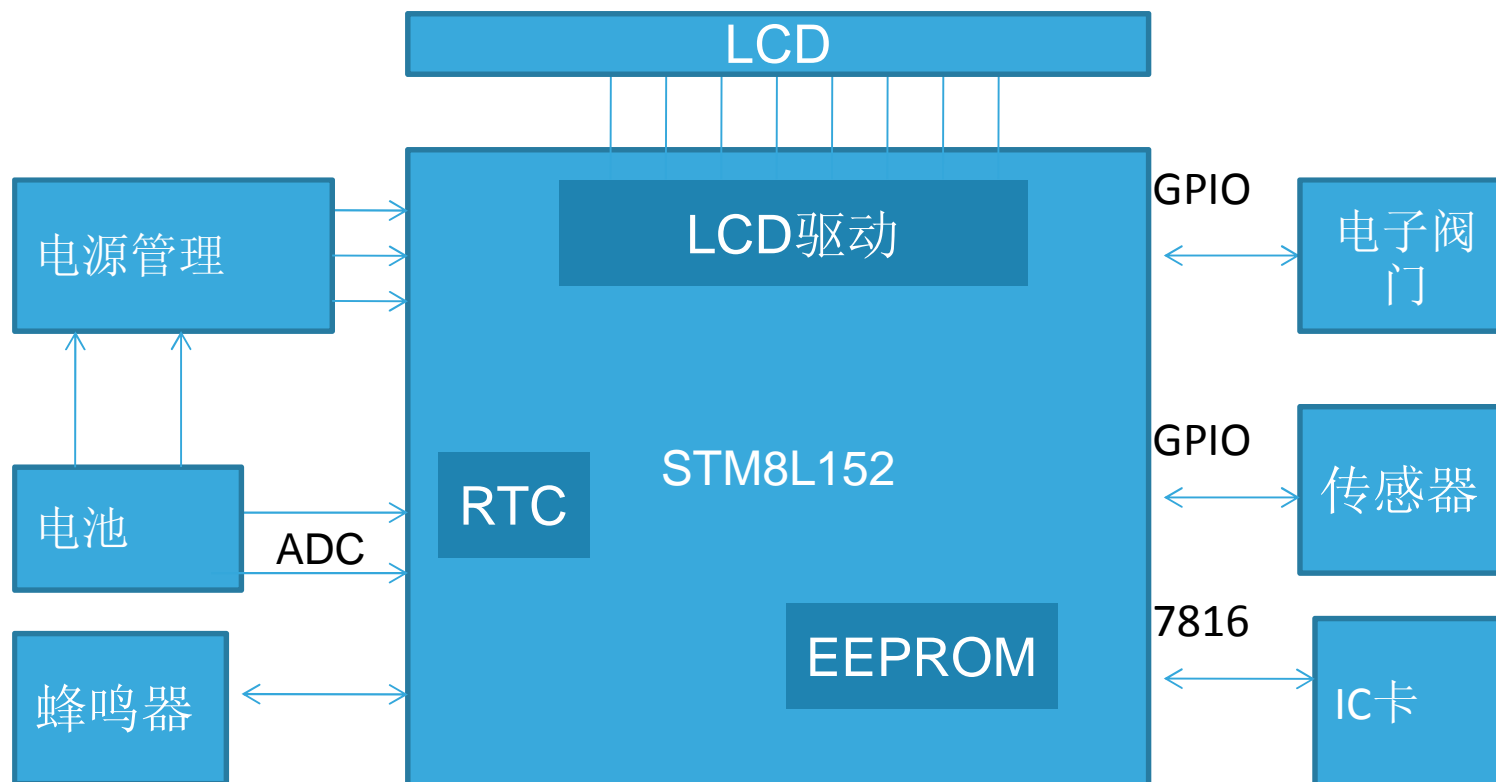 LCD
电源管理
LCD驱动
GPIO
电子阀
门
STM8L152
GPIO
传感器
RTC
电池
ADC
EEPROM
7816
蜂鸣器
IC卡